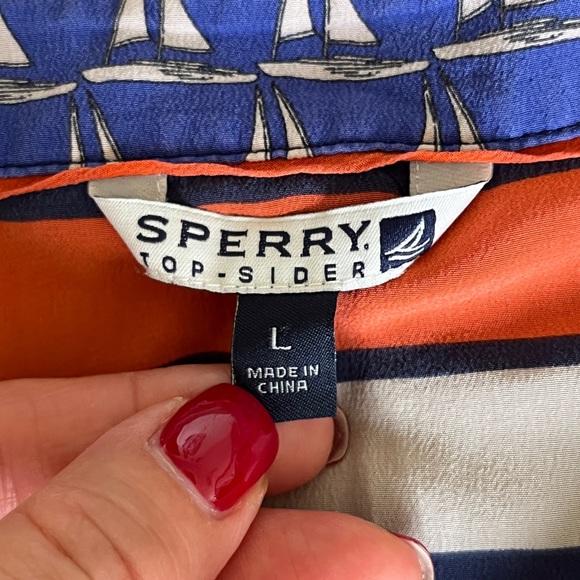 SPERRY
TOP-SIDER
L
MADE IN
CHINA